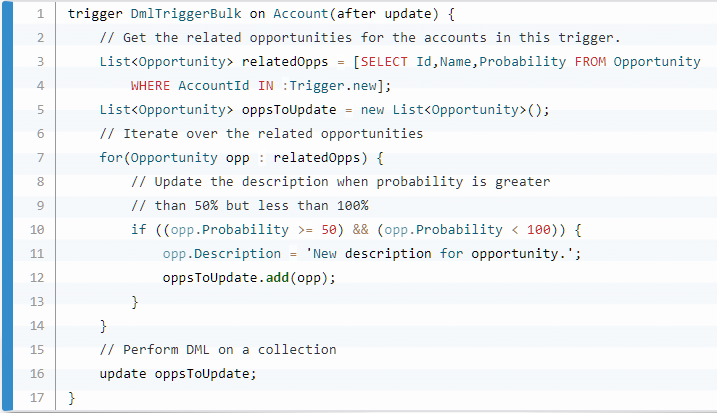 1 trigger DmlTriggerBulk on Account(after update) {
2 // Get the related opportunities for the accounts in this trigger.
3 List<Opportunity> relatedOpps = [SELECT Id,Name,Probability FROM Opportunity
4 WHERE AccountId IN :Trigger.new];
5 List<Opportunity> oppsToUpdate = new List<Opportunity>();
6 // Iterate over the related opportunities
7 for(Opportunity opp : relatedOpps) {
8 // Update the description when probability is greater
9 // than 50% but less than 100%
10 if ((opp.Probability >= 50) && (opp.Probability < 100)) {
11 opp.Description = 'New description for opportunity.';
12 oppsToUpdate.add(opp);
13 }
14 }
15 // Perform DML on a collection
16 update oppsToUpdate;
17 }